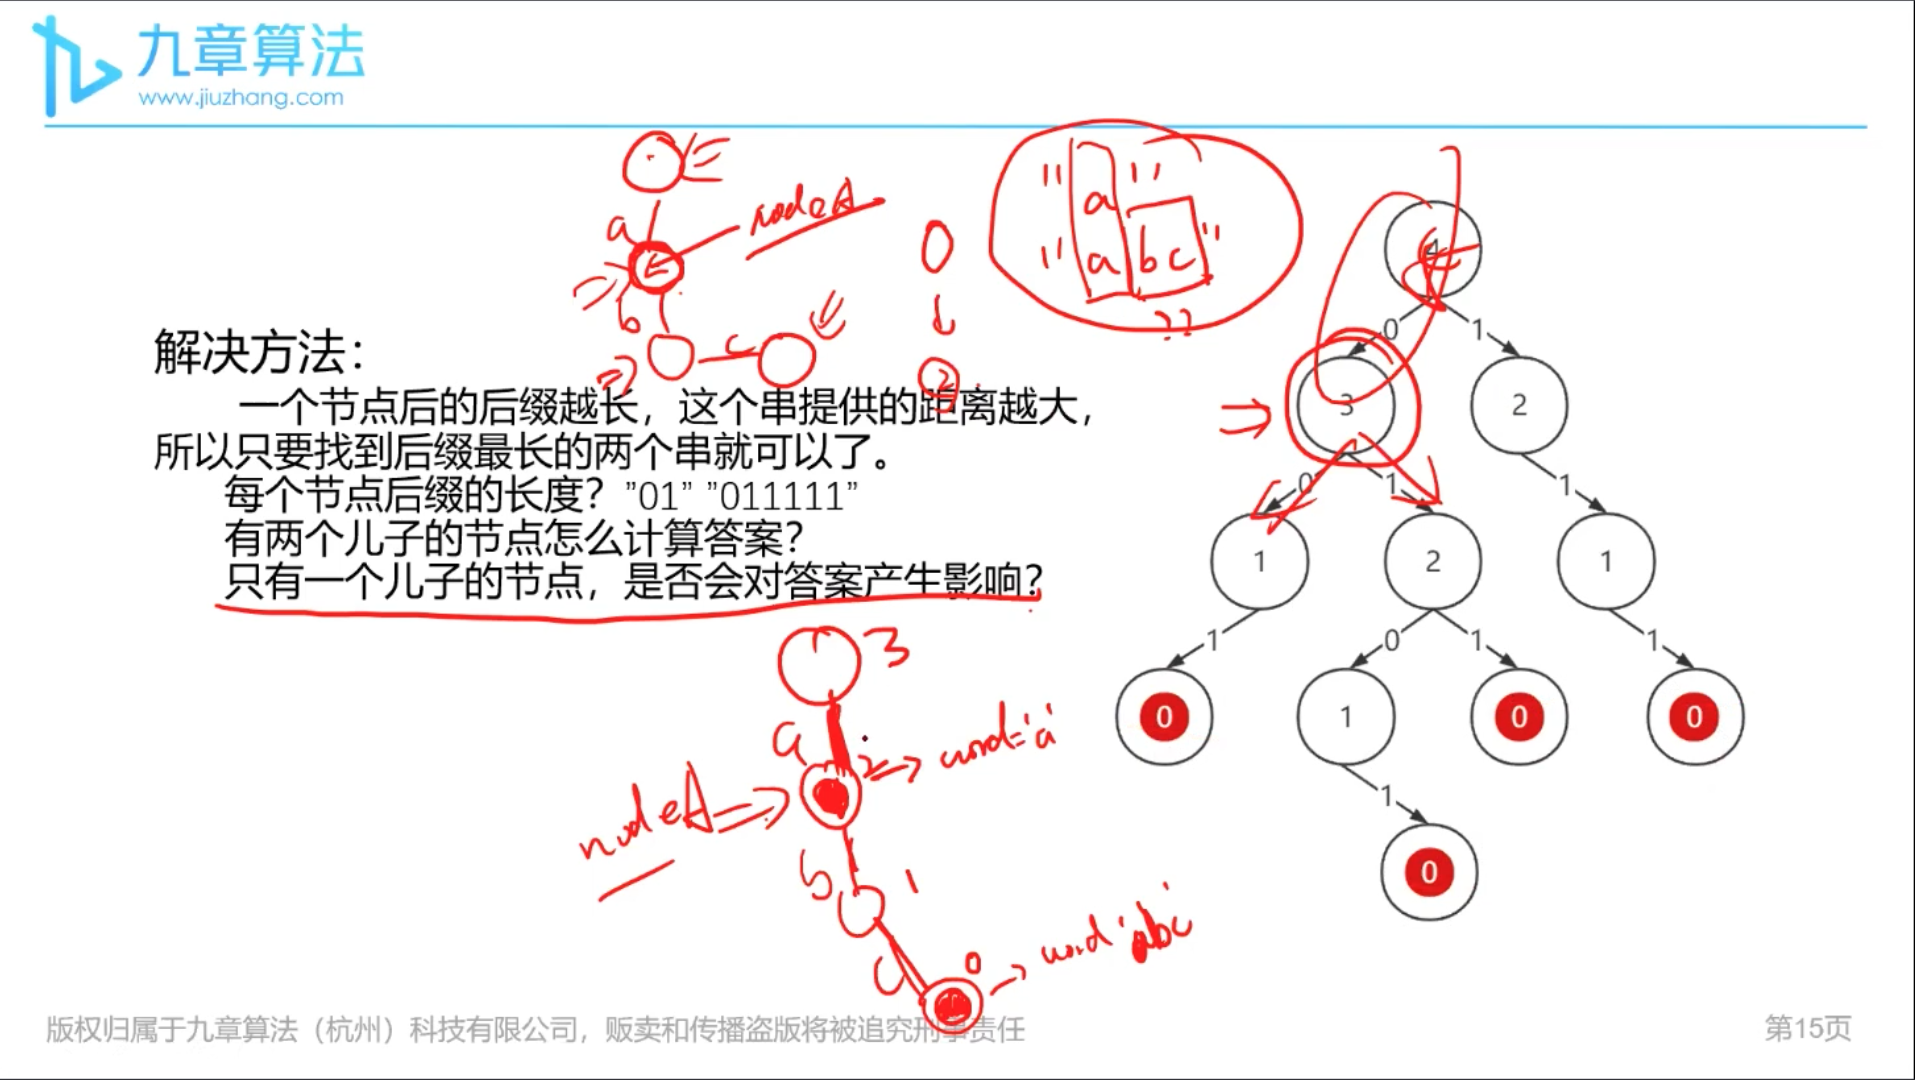 九章算法
www.jiuzhang.com
a
nodeA
b
c
0
2
" a "
" a bc "
??
解决方法：
一个节点后的后缀越长，这个串提供的距离越大，
所以只要找到后缀最长的两个串就可以了。
每个节点后缀的长度？"01" "011111"
有两个儿子的节点怎么计算答案？
只有一个儿子的节点，是否会对答案产生影响？
4
0 1
3 2
0 1 1
1 2 1
1 0 1 1
0 1 0 0
1
0
3
a
2
word='a'
nodeA
b
1
c
0
word 'abc'
版权归属于九章算法（杭州）科技有限公司，贩卖和传播盗版将被追究刑事责任
第15页